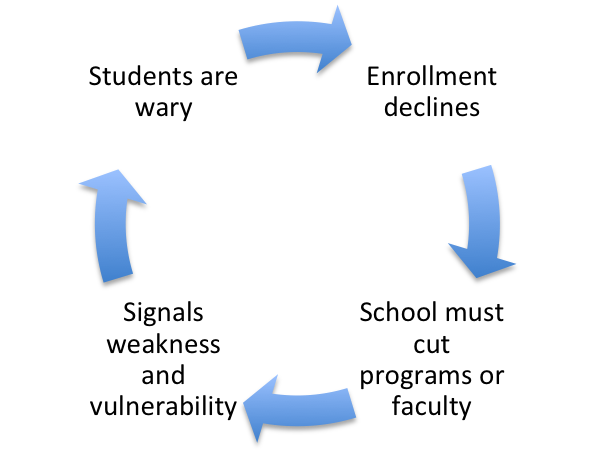 Students are
wary
Enrollment
declines
School must
cut
programs or
faculty
Signals
weakness
and
vulnerability